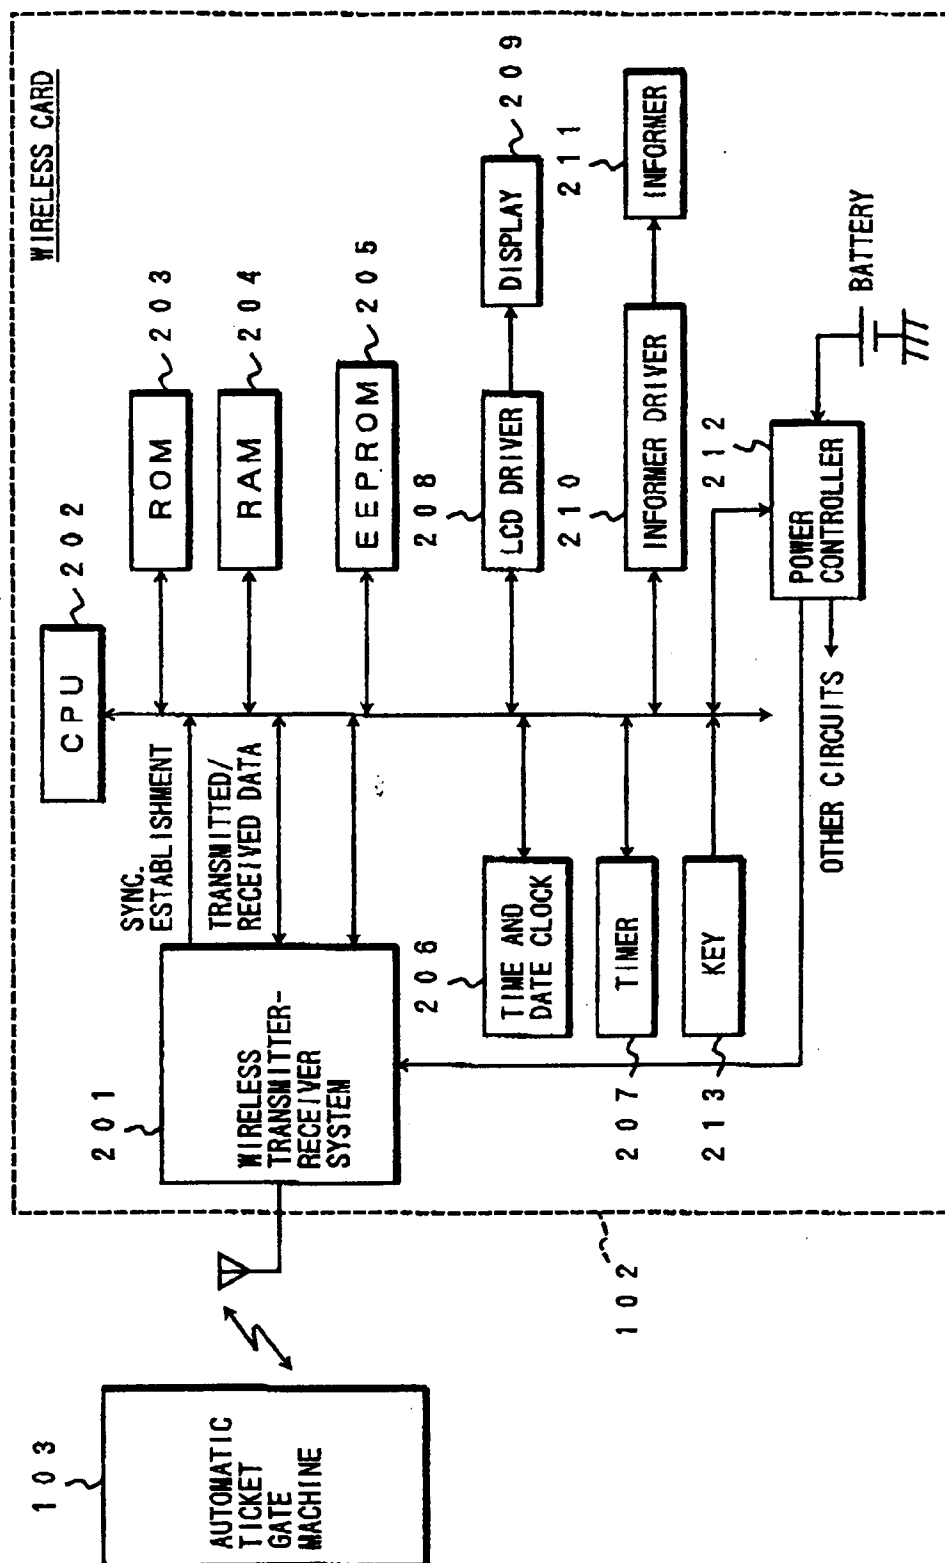 WIRELESS CARD
CPU
202
ROM
203
RAM
204
EEPROM
205
SYNC.
ESTABLISHMENT
TRANSMITTED/
RECEIVED DATA
201
WIRELESS
TRANSMITTER-
RECEIVER
SYSTEM
103
AUTOMATIC
TICKET
GATE
MACHINE
206
TIME AND
DATE CLOCK
208
LCD DRIVER
DISPLAY
209
207
TIMER
210
INFORMER DRIVER
211
INFORMER
213
KEY
212
POWER
CONTROLLER
BATTERY
OTHER CIRCUITS
102